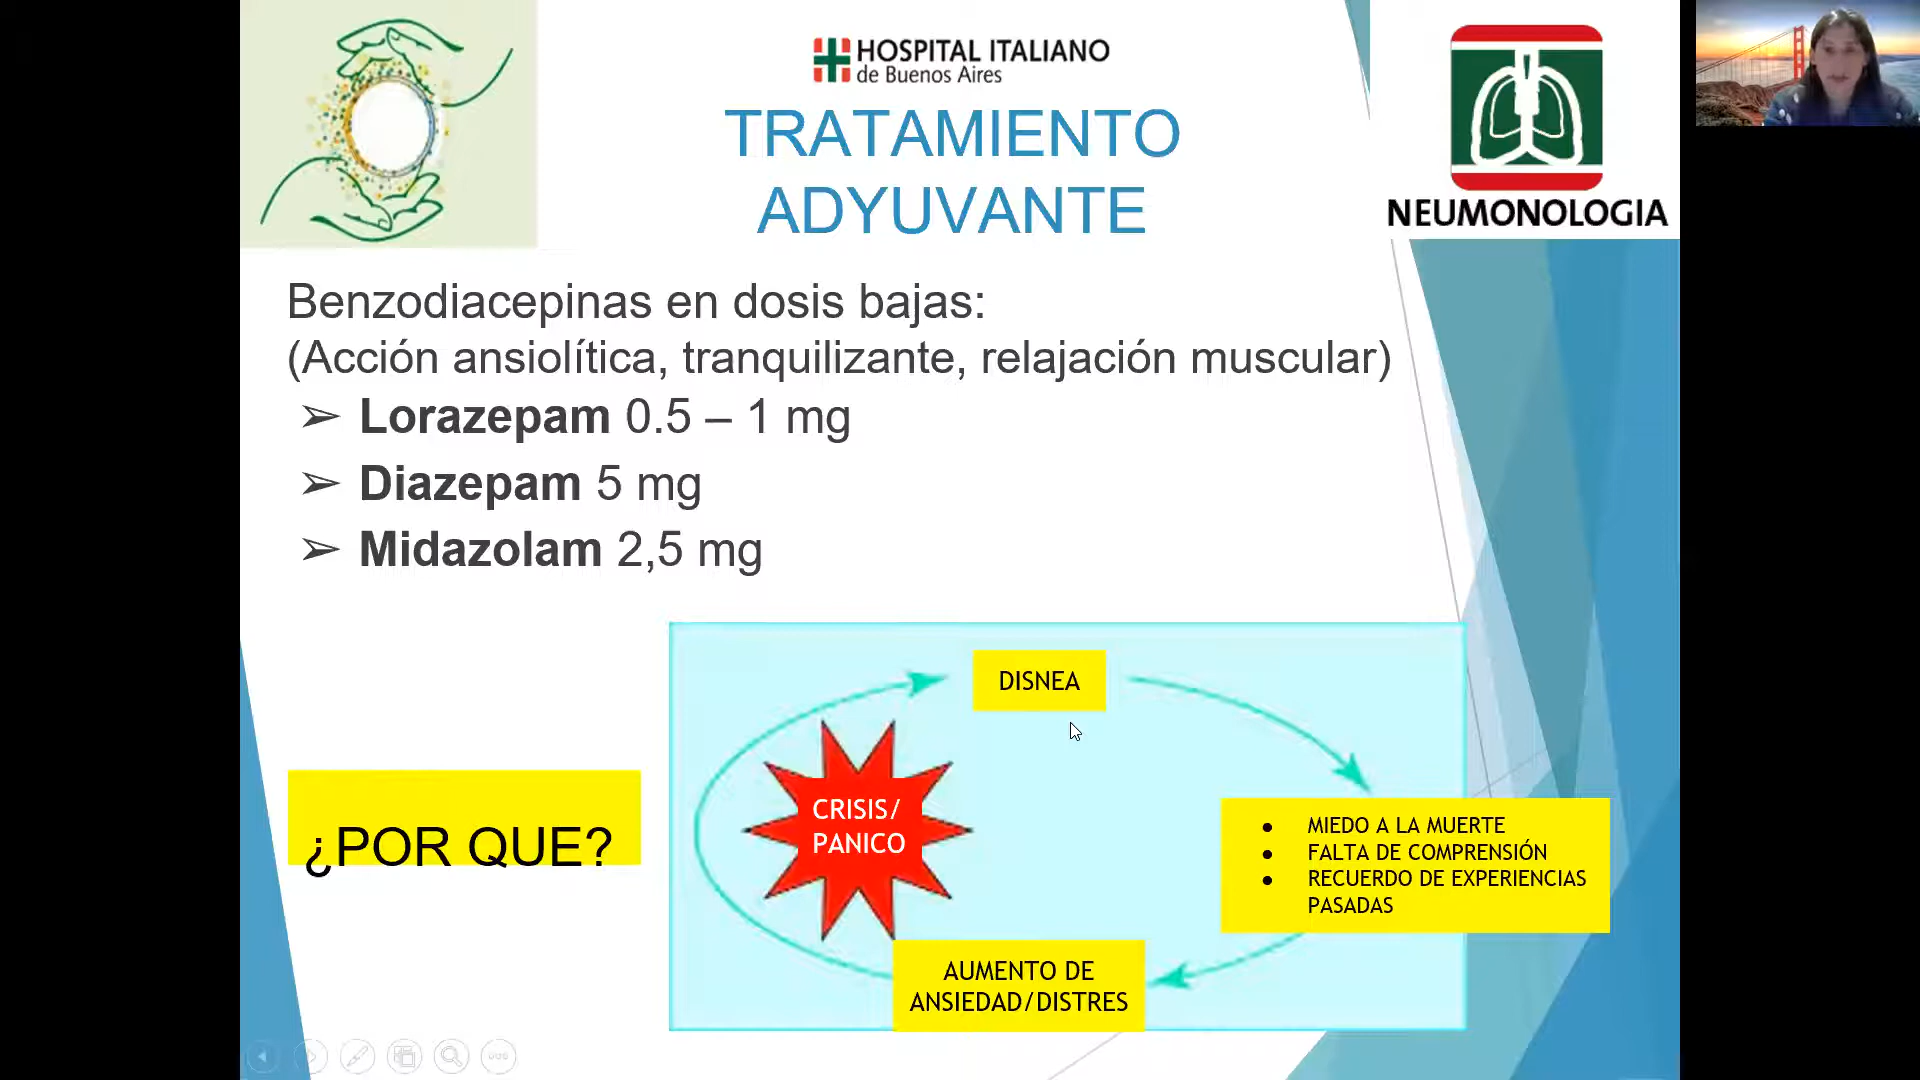 HOSPITAL ITALIANO
de Buenos Aires
TRATAMIENTO
ADYUVANTE
NEUMONOLOGIA
Benzodiacepinas en dosis bajas:
(Acción ansiolítica, tranquilizante, relajación muscular)
➢ Lorazepam 0.5 – 1 mg
➢ Diazepam 5 mg
➢ Midazolam 2,5 mg
¿POR QUE?
DISNEA
CRISIS/
PANICO
● MIEDO A LA MUERTE
● FALTA DE COMPRENSIÓN
● RECUERDO DE EXPERIENCIAS
PASADAS
AUMENTO DE
ANSIEDAD/DISTRES